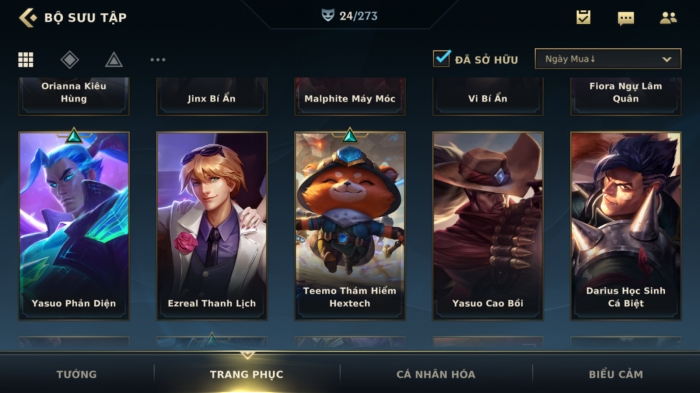 BỘ SƯU TẬP
24/273
ĐÃ SỞ HỮU
Ngày Mua↓
Orianna Kiêu
Hùng
Jinx Bí Ẩn
Malphite Máy Móc
Vi Bí Ẩn
Fiora Ngự Lâm
Quân
Yasuo Phản Diện
Ezreal Thanh Lịch
Teemo Thám Hiểm
Hextech
Yasuo Cao Bồi
Darius Học Sinh
Cá Biệt
TƯỚNG
TRANG PHỤC
CÁ NHÂN HÓA
BIỂU CẢM